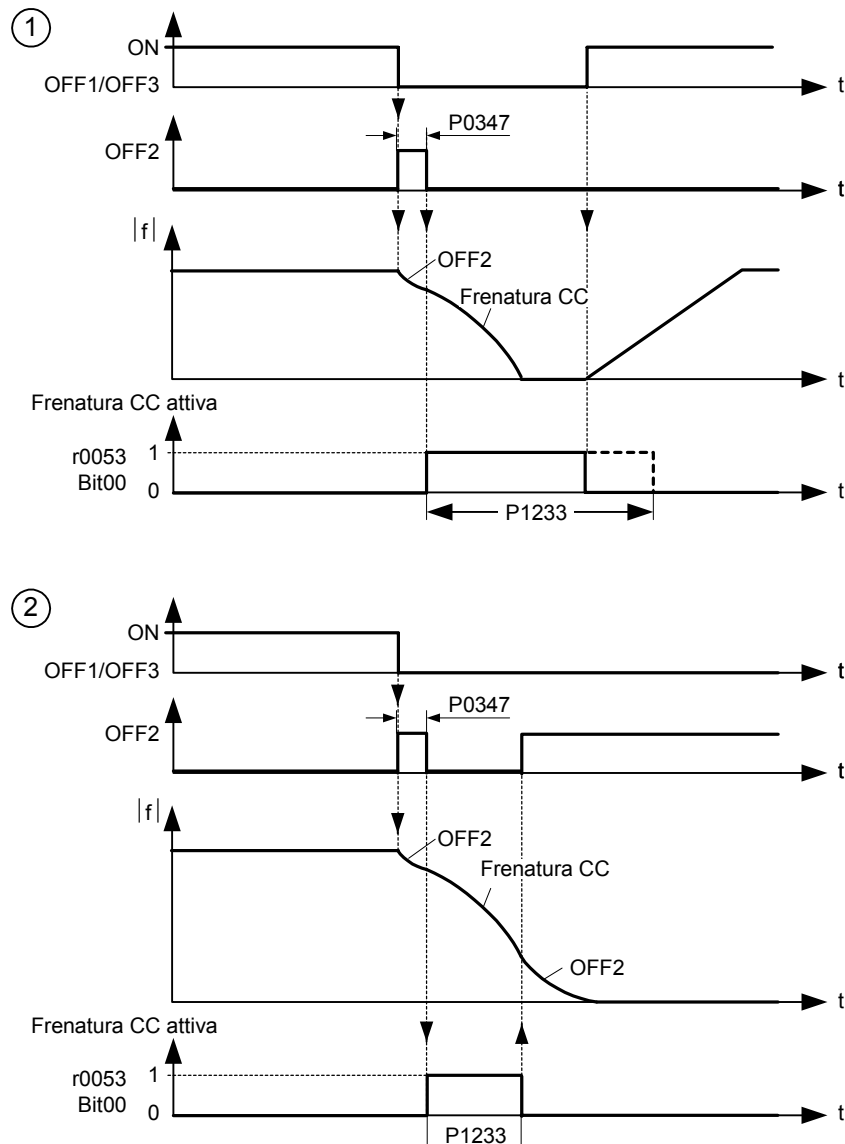 1
ON
OFF1/OFF3
t
P0347
OFF2
t
|f|
OFF2
Frenatura CC
t
Frenatura CC attiva
r0053 1
Bit00 0
t
P1233
2
ON
OFF1/OFF3
t
P0347
OFF2
t
|f|
OFF2
Frenatura CC
OFF2
t
Frenatura CC attiva
r0053 1
Bit00 0
t
P1233